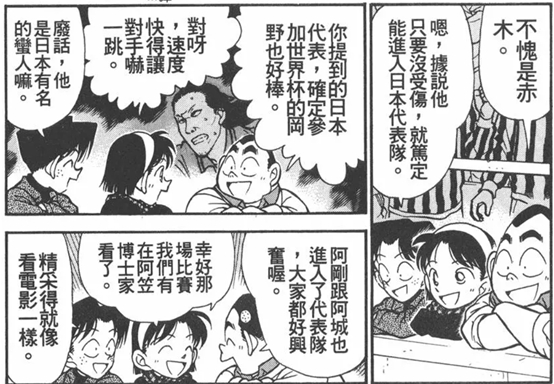 不愧是赤
木。
嗯，據說他
只要沒受傷，就篤定
能進入日本代表隊。
你提到的日本
代表，確定參
加世界杯的岡
野也好棒。
對呀
，速度
快得讓
對手嚇
一跳。
廢話，他
是日本有名
的蠻人嘛。
阿剛跟阿城也
進入了代表隊
，大家都好興
奮喔。
幸好那
場比賽
我們有
在阿笠
博士家
看了。
精采得就像
看電影一樣。